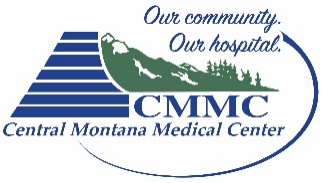 Our community.
Our hospital.
CMMC
Central Montana Medical Center